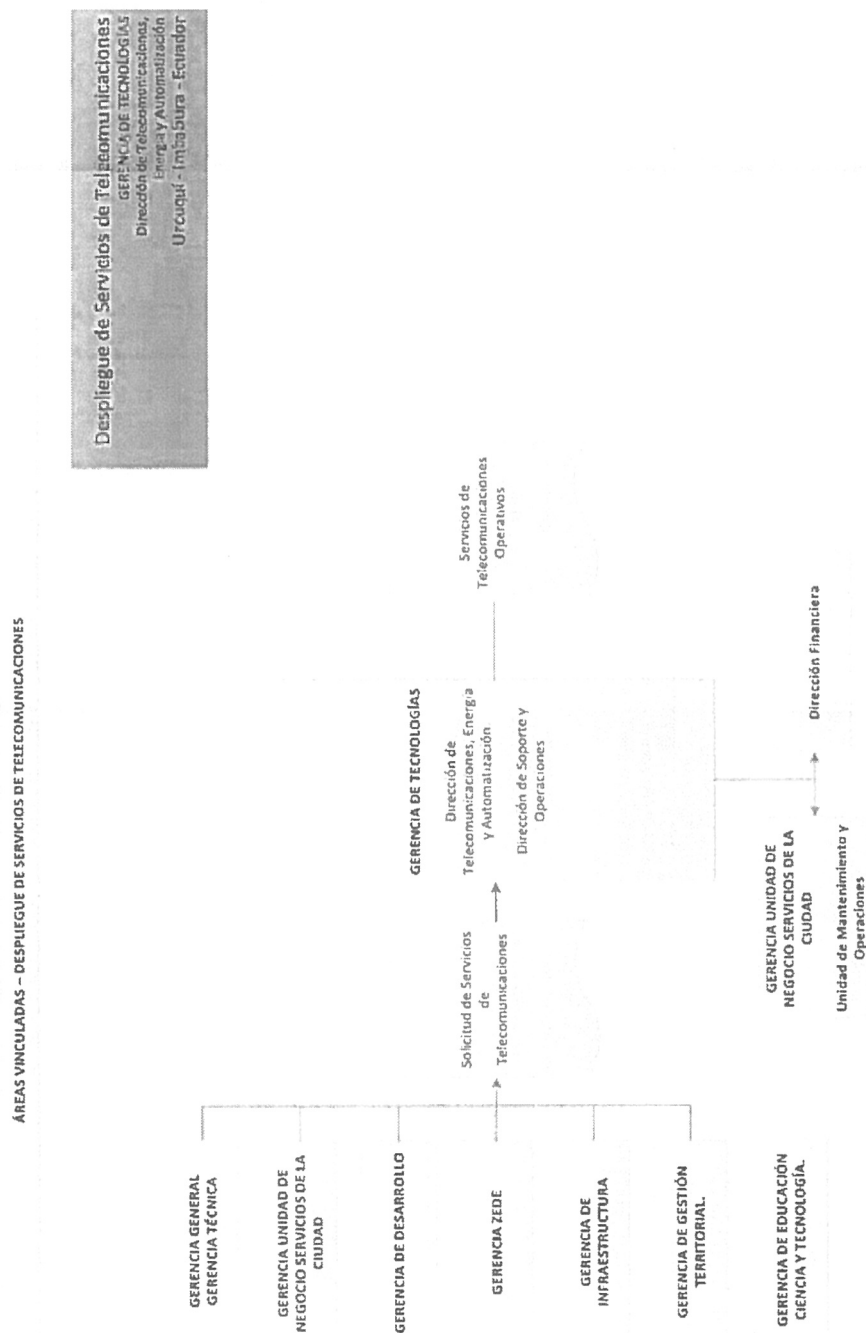 ÁREAS VINCULADAS – DESPLIEGUE DE SERVICIOS DE TELECOMUNICACIONES
Despliegue de Servicios de Telecomunicaciones
GERENCIA DE TECNOLOGÍAS
Dirección de Telecomunicaciones,
Energía y Automatización
Urcuquí - Imbabura - Ecuador
GERENCIA GENERAL
GERENCIA TÉCNICA
GERENCIA UNIDAD DE
NEGOCIO SERVICIOS DE LA
CIUDAD
GERENCIA DE DESARROLLO
GERENCIA ZEDE
GERENCIA DE
INFRAESTRUCTURA
GERENCIA DE GESTIÓN
TERRITORIAL.
GERENCIA DE EDUCACIÓN
CIENCIA Y TECNOLOGÍA.
Solicitud de Servicios
de
Telecomunicaciones
GERENCIA DE TECNOLOGÍAS
Dirección de
Telecomunicaciones, Energía
y Automatización
Dirección de Soporte y
Operaciones
Servicios de
Telecomunicaciones
Operativos
GERENCIA UNIDAD DE
NEGOCIO SERVICIOS DE LA
CIUDAD
Unidad de Mantenimiento y
Operaciones
Dirección Financiera